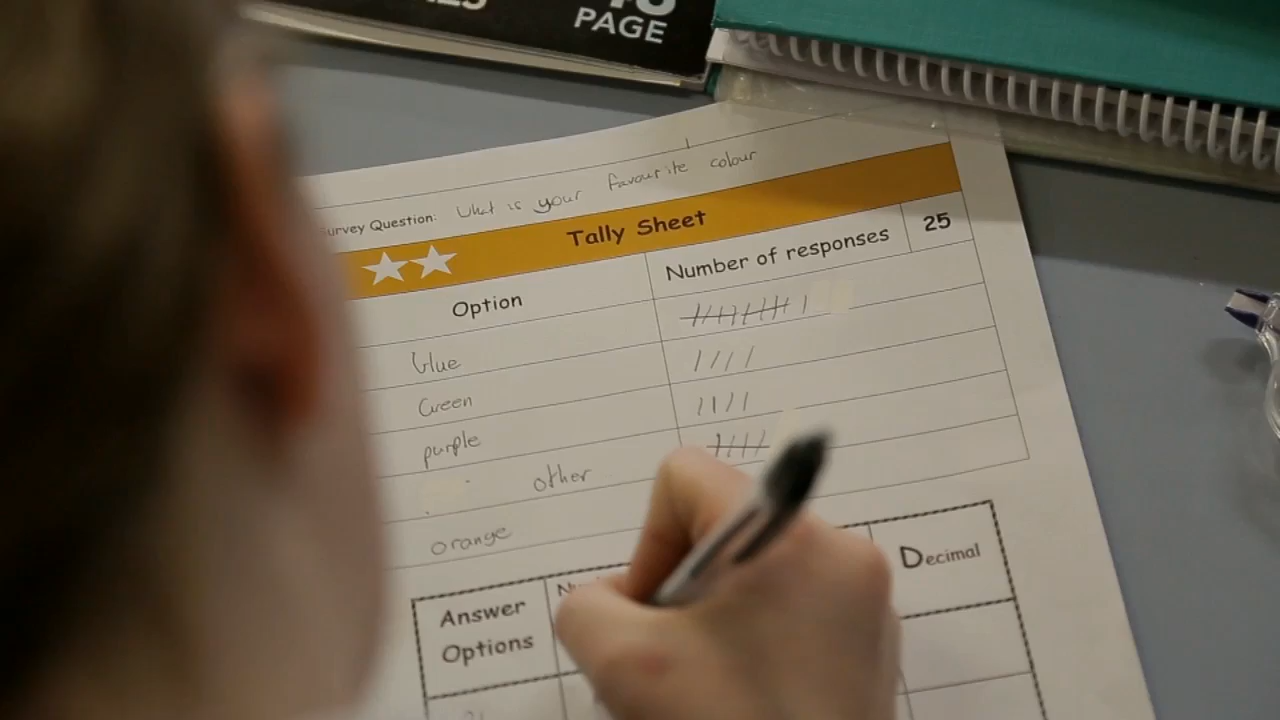 PAGE
urvey Question: What is your favourite colour
Tally Sheet
Option Number of responses 25
blue
Green
purple
other
orange
Answer Options Decimal